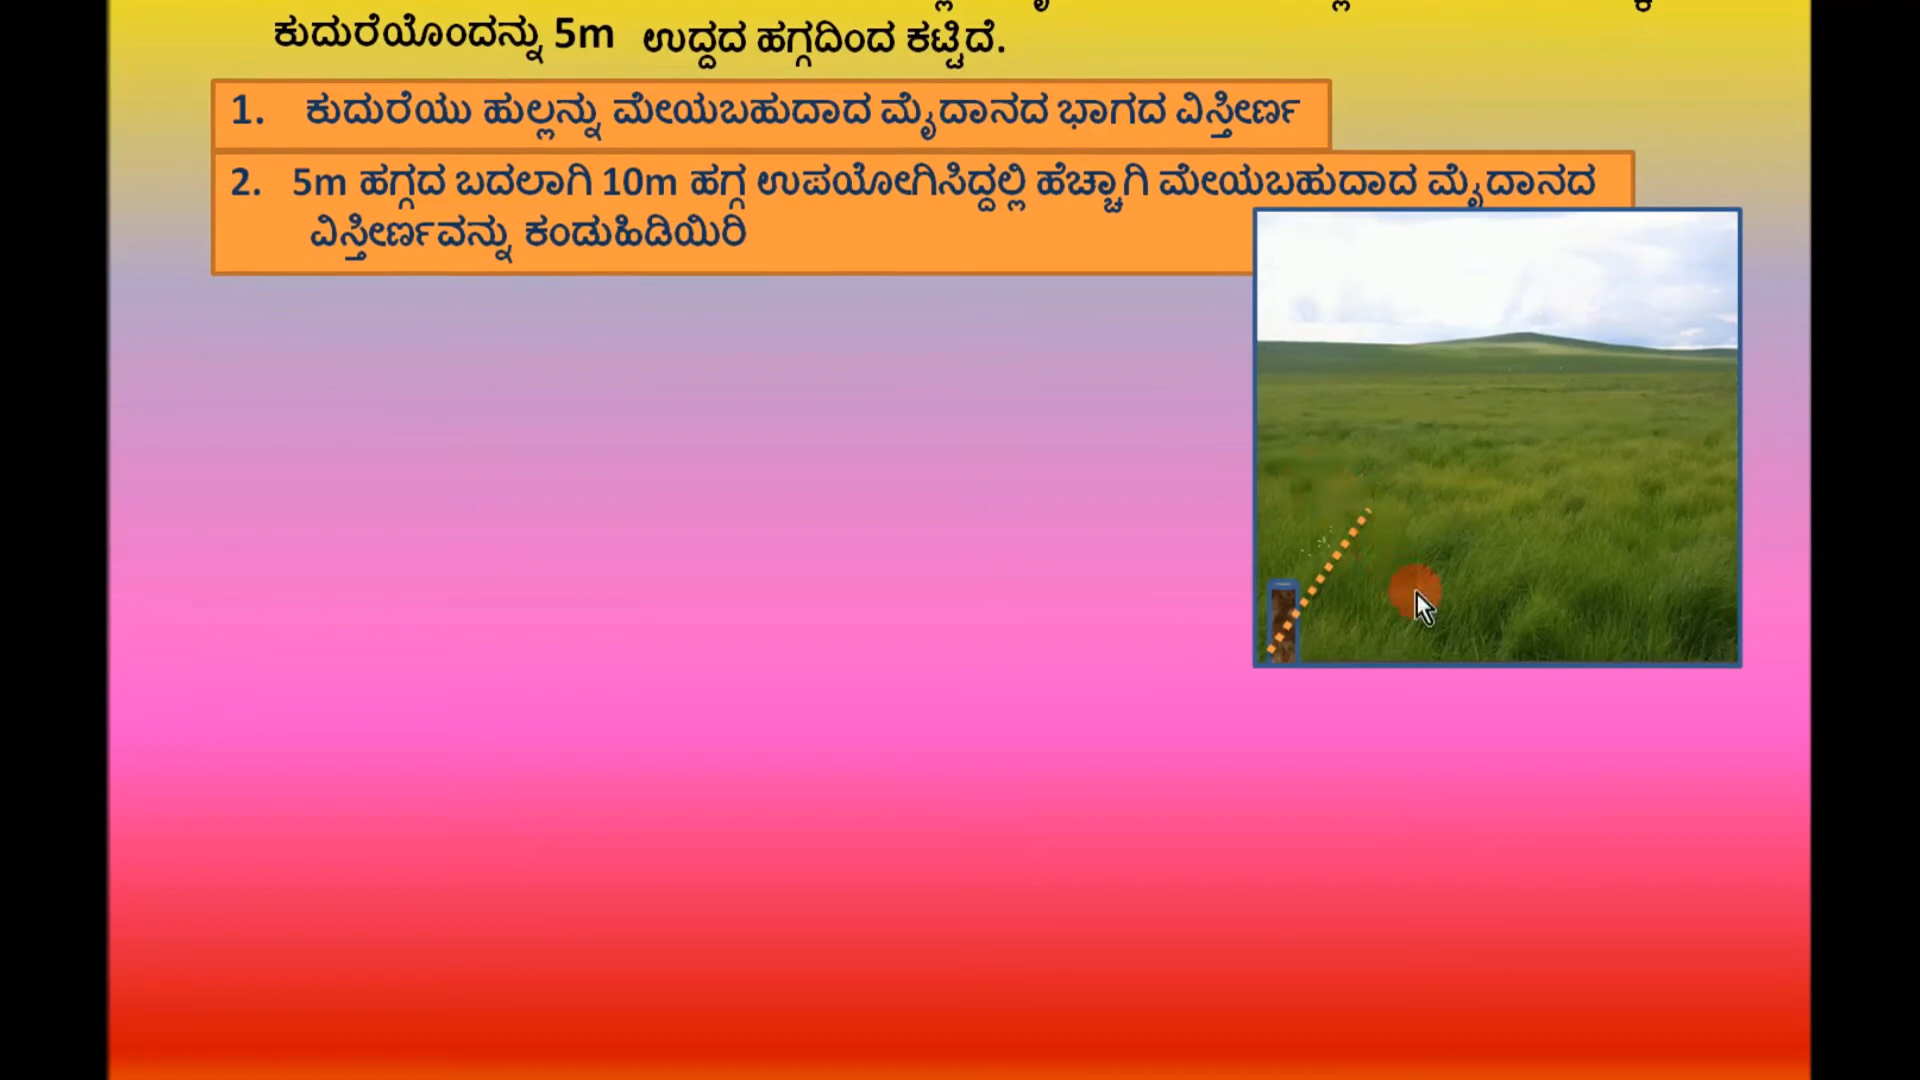 ಕುದುರೆಯೊಂದನ್ನು 5m ಉದ್ದದ ಹಗ್ಗದಿಂದ ಕಟ್ಟಿದೆ.
1. ಕುದುರೆಯು ಹುಲ್ಲನ್ನು ಮೇಯಬಹುದಾದ ಮೈದಾನದ ಭಾಗದ ವಿಸ್ತೀರ್ಣ
2. 5m ಹಗ್ಗದ ಬದಲಾಗಿ 10m ಹಗ್ಗ ಉಪಯೋಗಿಸಿದ್ದಲ್ಲಿ ಹೆಚ್ಚಾಗಿ ಮೇಯಬಹುದಾದ ಮೈದಾನದ
ವಿಸ್ತೀರ್ಣವನ್ನು ಕಂಡುಹಿಡಿಯಿರಿ